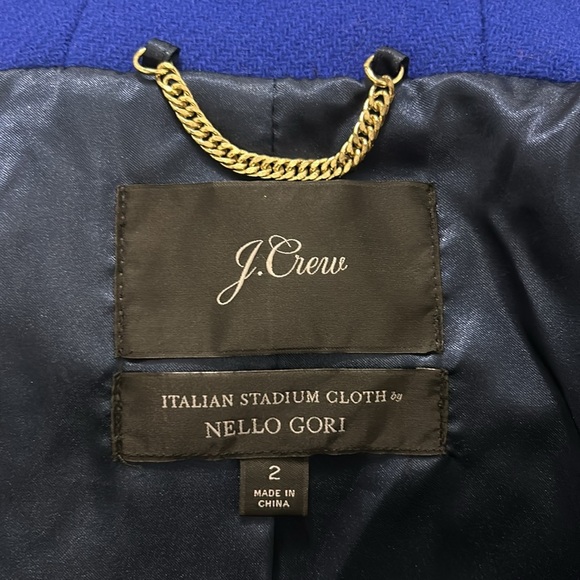 J.Crew
ITALIAN STADIUM CLOTH by
NELLO GORI
2
MADE IN
CHINA